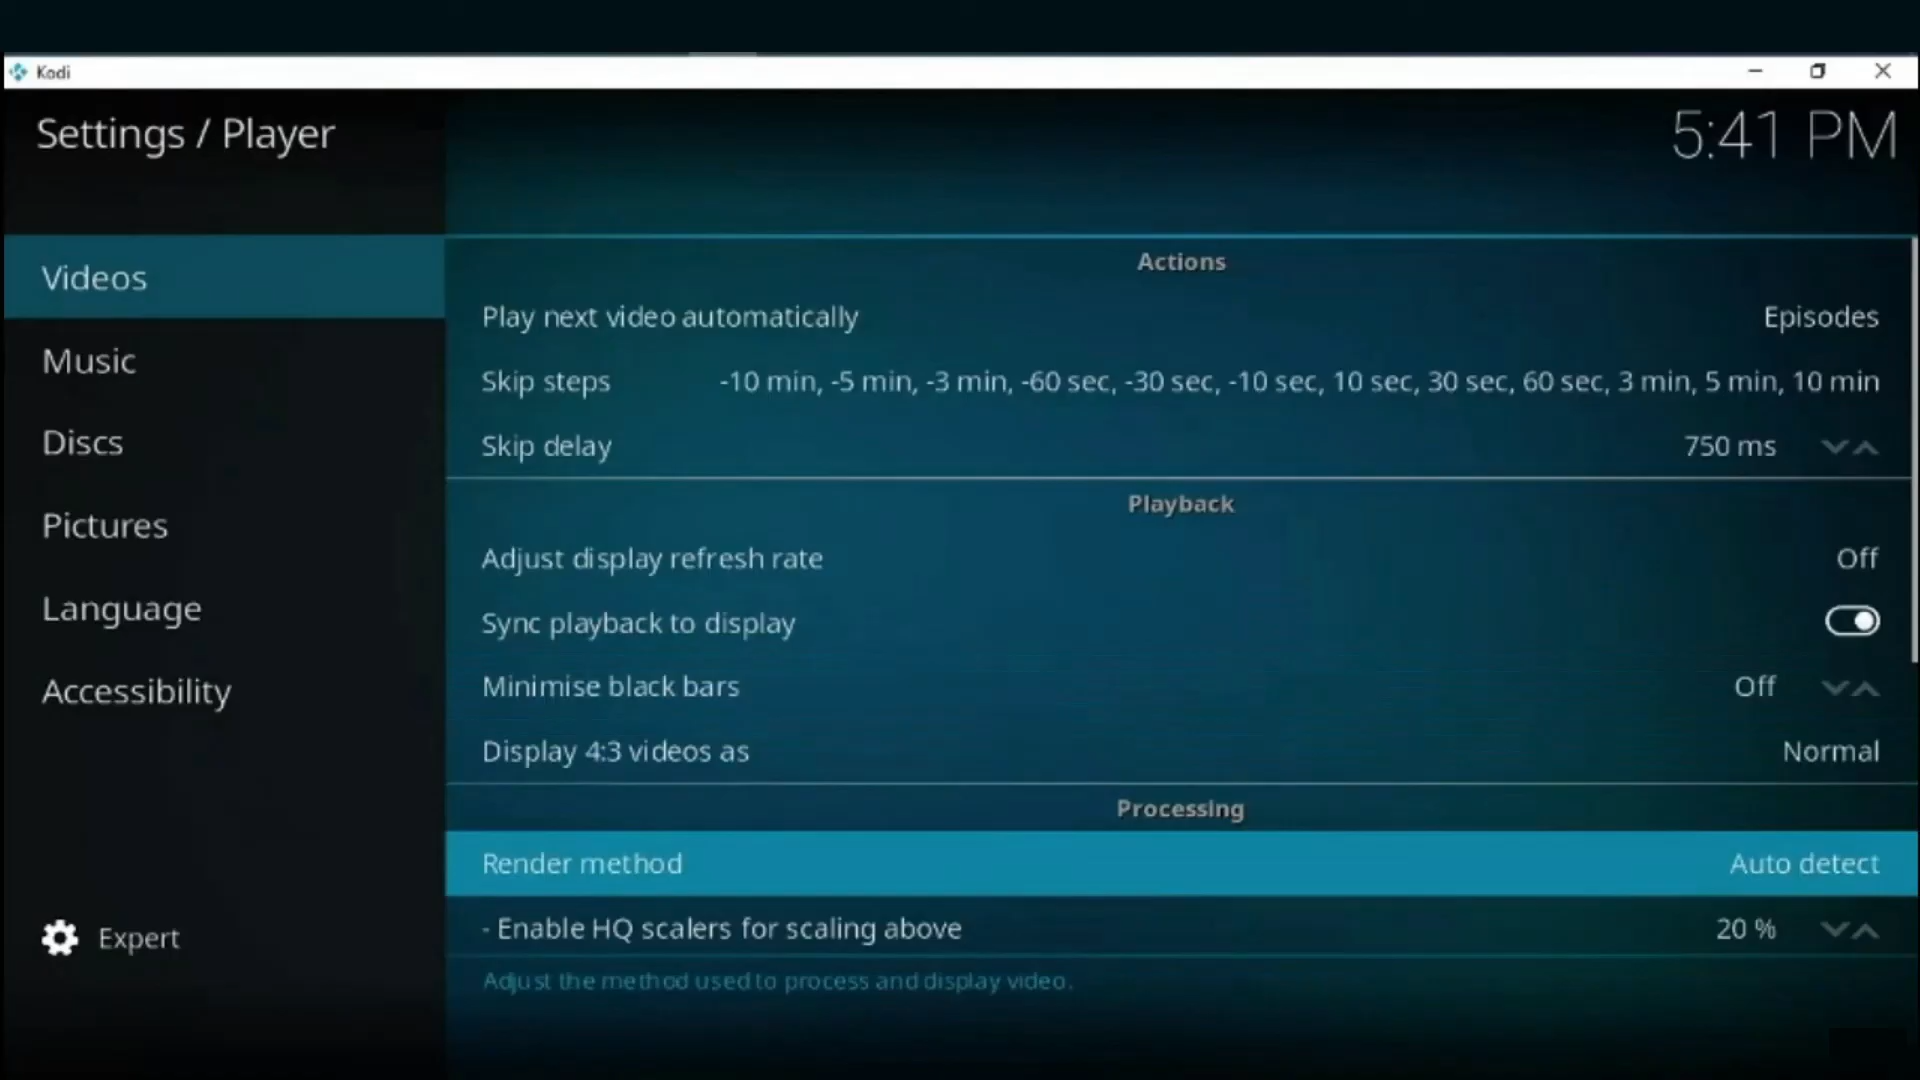 Kodi
Settings / Player
5:41 PM
Videos
Music
Discs
Pictures
Language
Accessibility
Expert
Actions
Play next video automatically Episodes
Skip steps -10 min, -5 min, -3 min, -60 sec, -30 sec, -10 sec, 10 sec, 30 sec, 60 sec, 3 min, 5 min, 10 min
Skip delay 750 ms
Playback
Adjust display refresh rate Off
Sync playback to display
Minimise black bars Off
Display 4:3 videos as Normal
Processing
Render method Auto detect
- Enable HQ scalers for scaling above 20 %
Adjust the method used to process and display video.